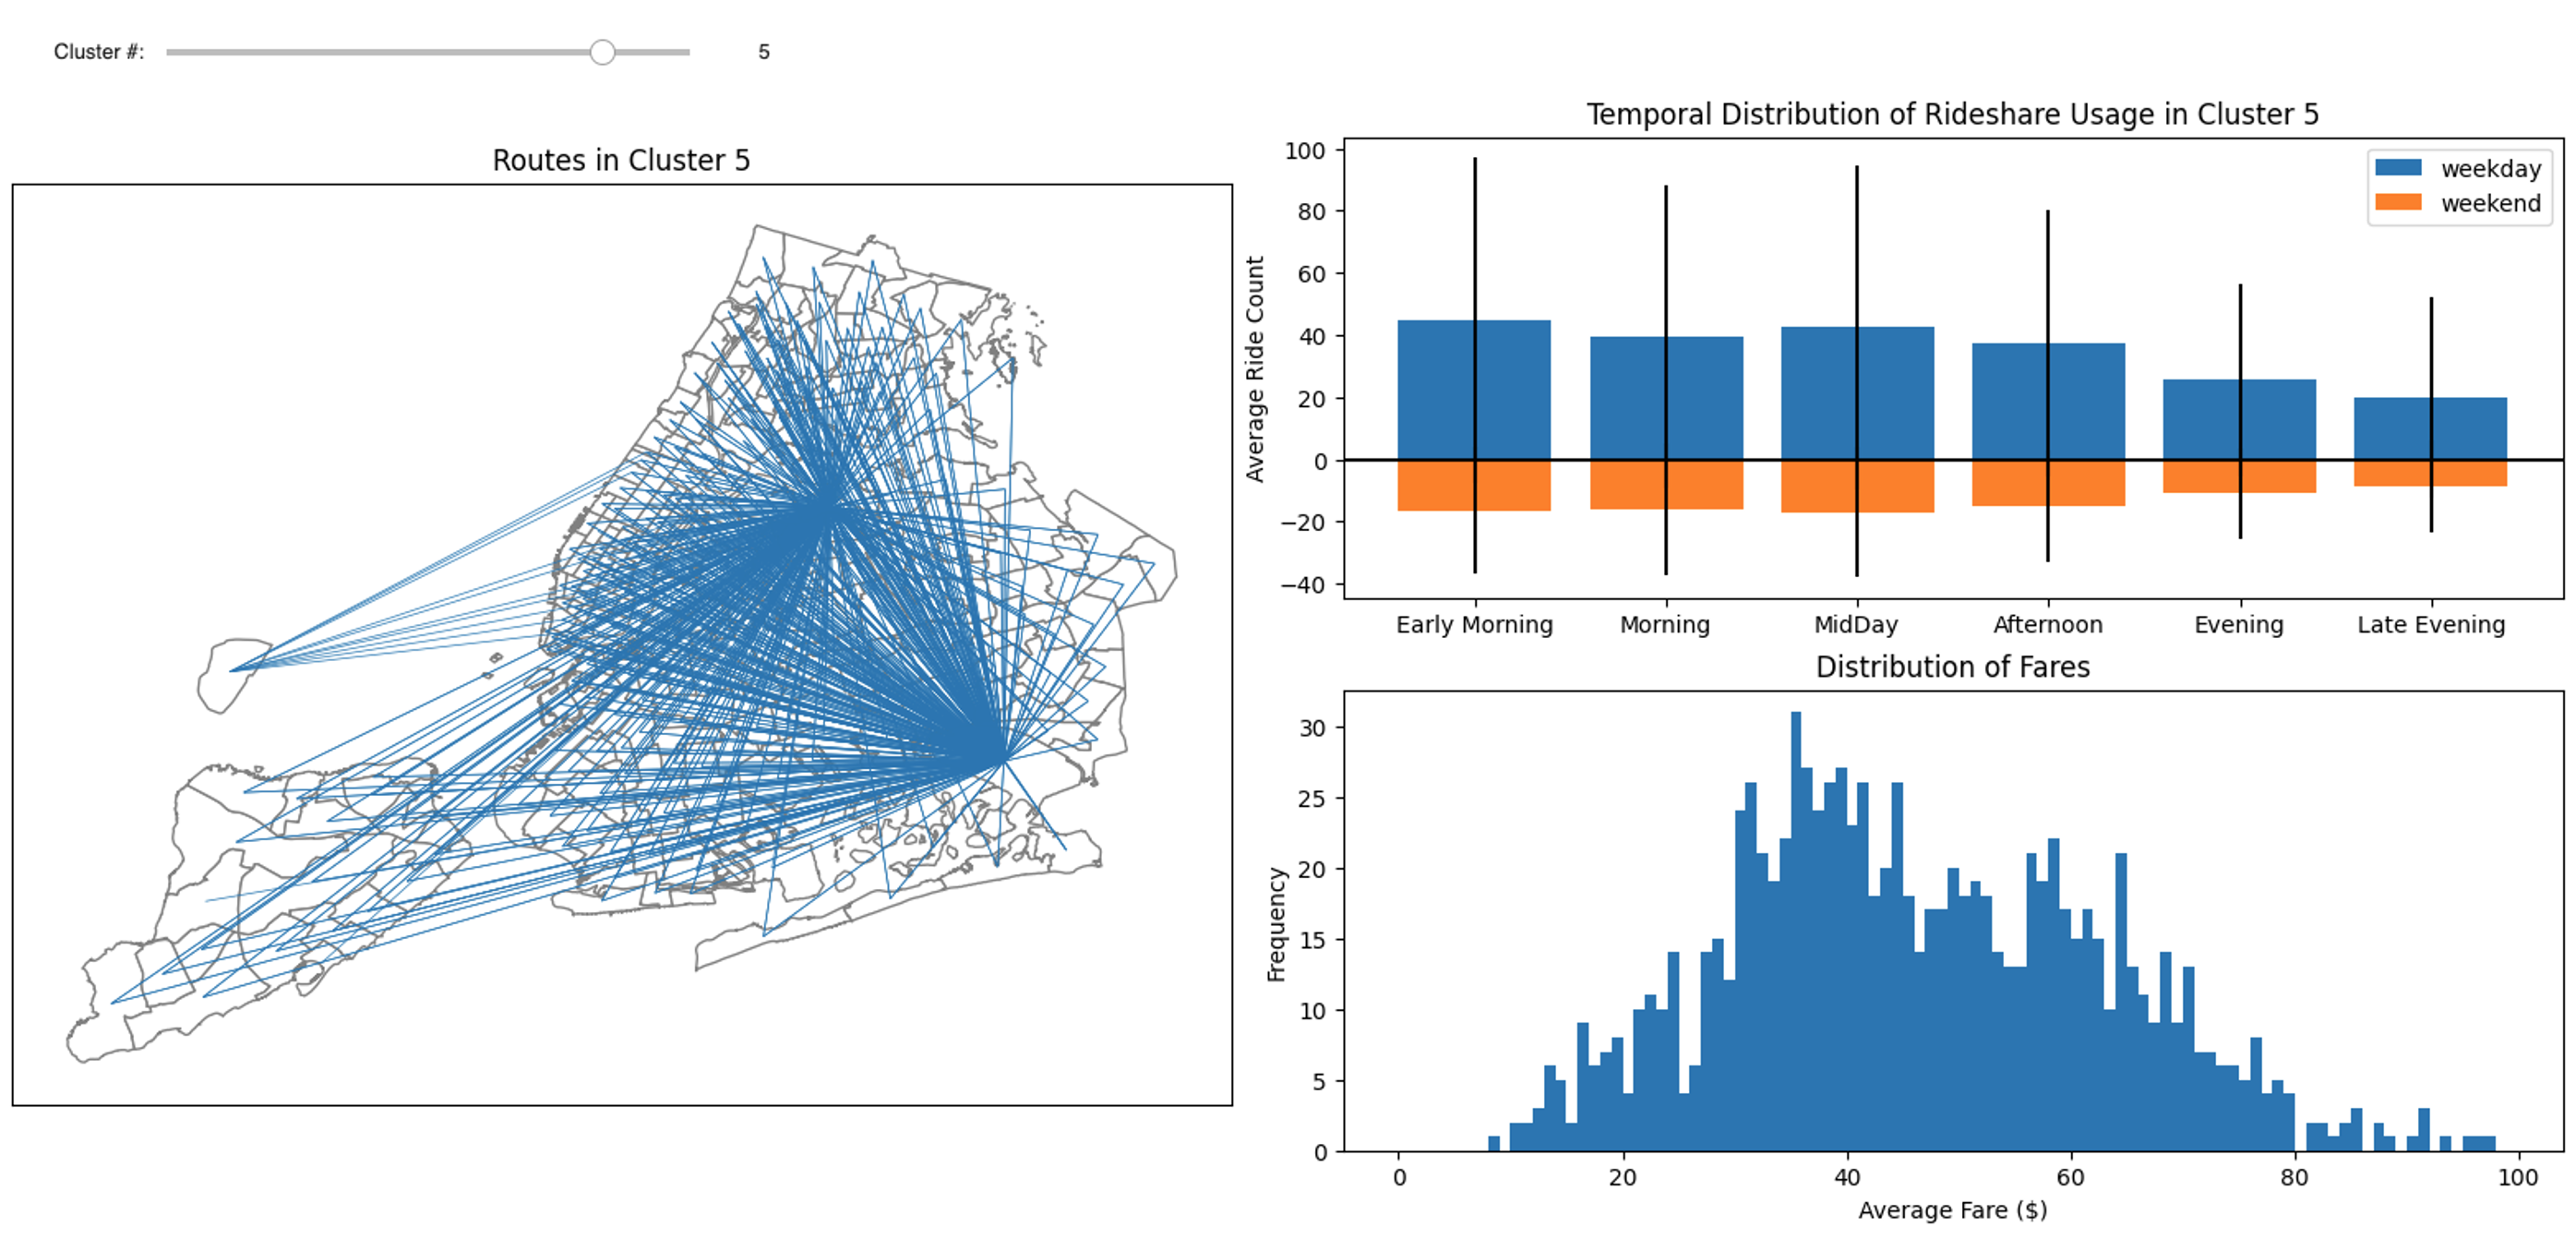 Cluster #:
5
Routes in Cluster 5
Temporal Distribution of Rideshare Usage in Cluster 5
weekday
weekend
Average Ride Count
100
80
60
40
20
0
−20
−40
Early Morning
Morning
MidDay
Afternoon
Evening
Late Evening
Distribution of Fares
Frequency
30
25
20
15
10
5
0
0
20
40
60
80
100
Average Fare ($)